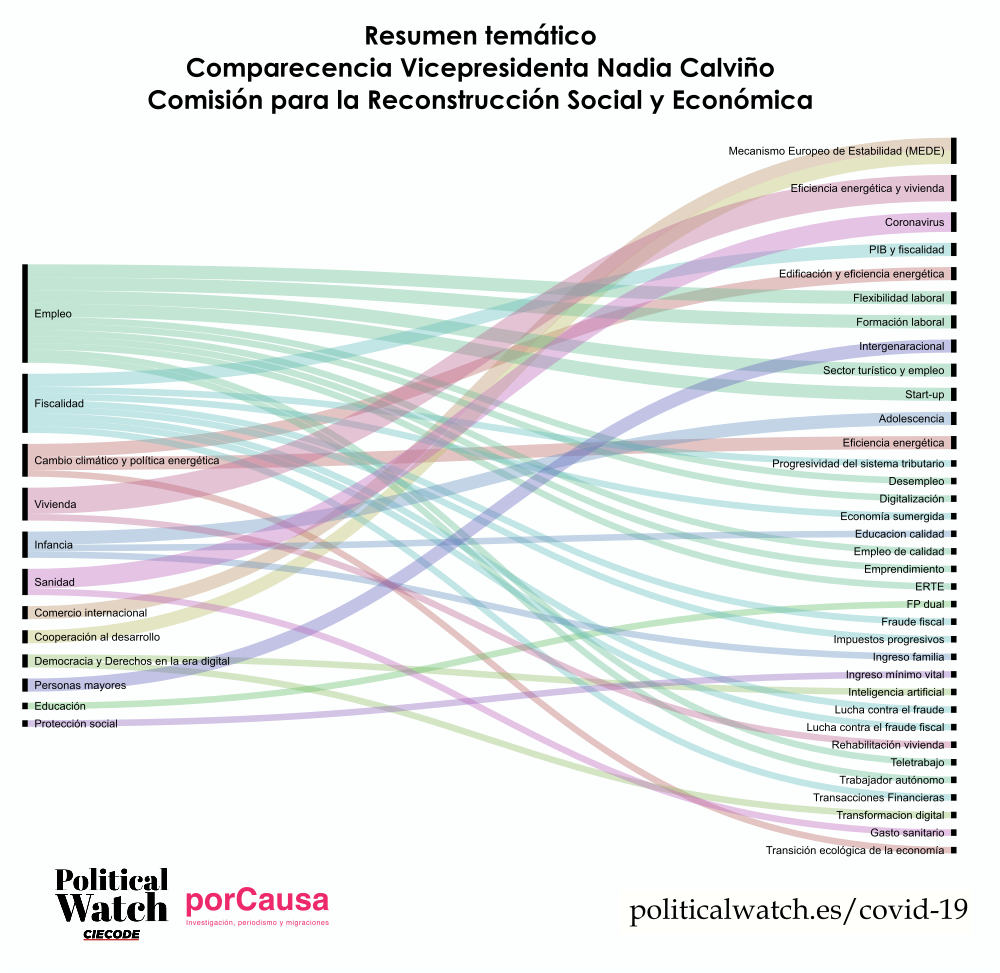 Resumen temático
Comparecencia Vicepresidenta Nadia Calviño
Comisión para la Reconstrucción Social y Económica
Empleo
Fiscalidad
Cambio climático y política energética
Vivienda
Infancia
Sanidad
Comercio internacional
Cooperación al desarrollo
Democracia y Derechos en la era digital
Personas mayores
Educación
Protección social
Mecanismo Europeo de Estabilidad (MEDE)
Eficiencia energética y vivienda
Coronavirus
PIB y fiscalidad
Edificación y eficiencia energética
Flexibilidad laboral
Formación laboral
Intergenaracional
Sector turístico y empleo
Start-up
Adolescencia
Eficiencia energética
Progresividad del sistema tributario
Desempleo
Digitalización
Economía sumergida
Educacion calidad
Empleo de calidad
Emprendimiento
ERTE
FP dual
Fraude fiscal
Impuestos progresivos
Ingreso familia
Ingreso mínimo vital
Inteligencia artificial
Lucha contra el fraude
Lucha contra el fraude fiscal
Rehabilitación vivienda
Teletrabajo
Trabajador autónomo
Transacciones Financieras
Transformacion digital
Gasto sanitario
Transición ecológica de la economía
Political
Watch
CIECODE
porCausa
Investigación, periodismo y migraciones
politicalwatch.es/covid-19